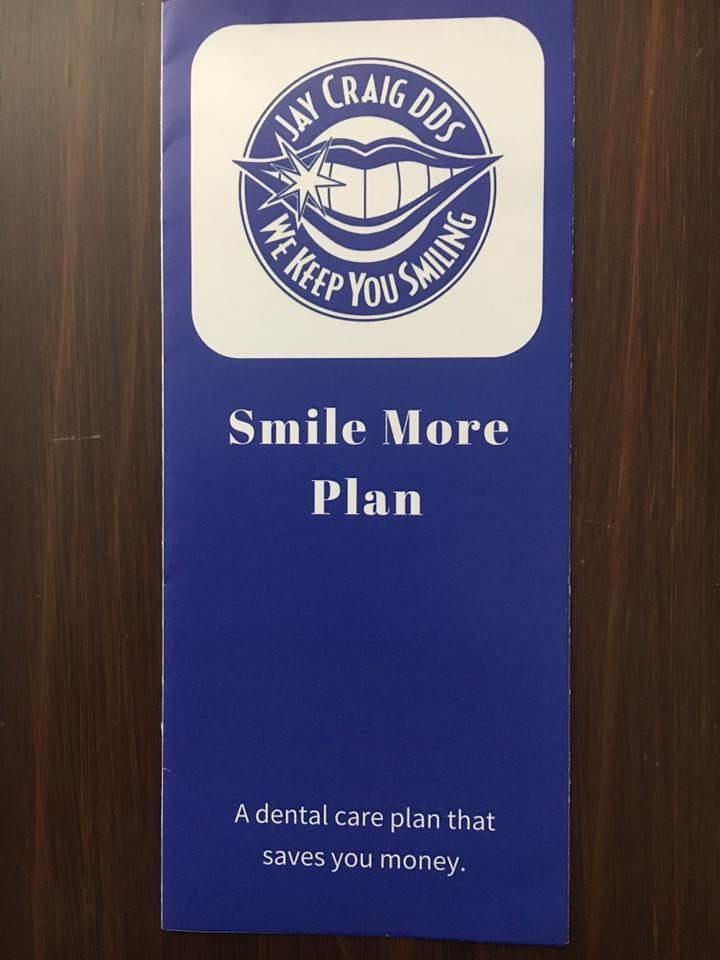 JAY CRAIG DDS
WE KEEP YOU SMILING
Smile More
Plan
A dental care plan that
saves you money.